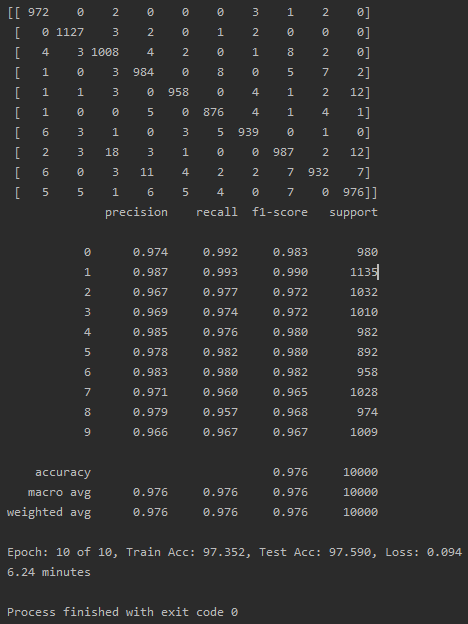 [[ 972 0 2 0 0 0 3 1 2 0]
[ 0 1127 3 2 0 1 2 0 0 0]
[ 4 3 1008 4 2 0 1 8 2 0]
[ 1 0 3 984 0 8 0 5 7 2]
[ 1 1 3 0 958 0 4 1 2 12]
[ 1 0 0 5 0 876 4 1 4 1]
[ 6 3 1 0 3 5 939 0 1 0]
[ 2 3 18 3 1 0 0 987 2 12]
[ 6 0 3 11 4 2 2 7 932 7]
[ 5 5 1 6 5 4 0 7 0 976]]
precision recall f1-score support
0 0.974 0.992 0.983 980
1 0.987 0.993 0.990 1135
2 0.967 0.977 0.972 1032
3 0.969 0.974 0.972 1010
4 0.985 0.976 0.980 982
5 0.978 0.982 0.980 892
6 0.983 0.980 0.982 958
7 0.971 0.960 0.965 1028
8 0.979 0.957 0.968 974
9 0.966 0.967 0.967 1009
accuracy 0.976 10000
macro avg 0.976 0.976 0.976 10000
weighted avg 0.976 0.976 0.976 10000
Epoch: 10 of 10, Train Acc: 97.352, Test Acc: 97.590, Loss: 0.094
6.24 minutes
Process finished with exit code 0